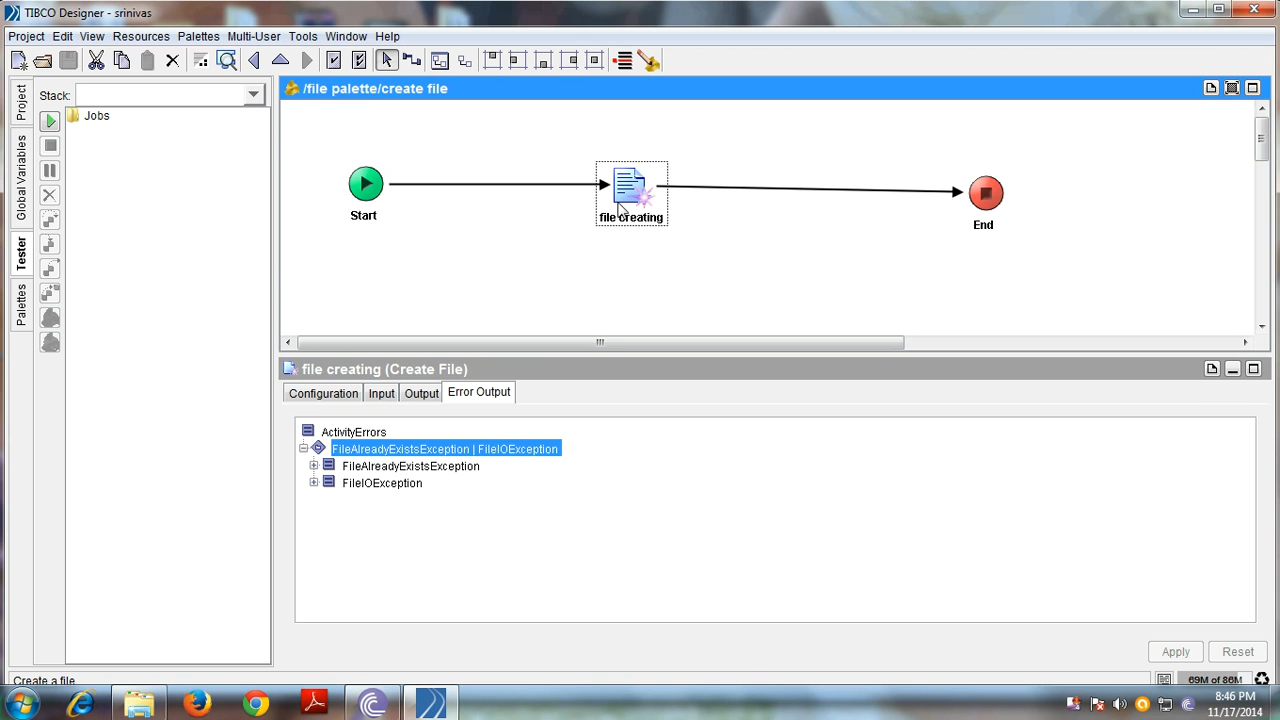 TIBCO Designer - srinivas
Project Edit View Resources Palettes Multi-User Tools Window Help
Project
Global Variables
Tester
Palettes
Stack:
Jobs
/file palette/create file
Start
file creating
End
file creating (Create File)
Configuration Input Output Error Output
ActivityErrors
FileAlreadyExistsException | FileIOException
FileAlreadyExistsException
FileIOException
Apply Reset
Create a file
69M of 86M
8:46 PM
11/17/2014